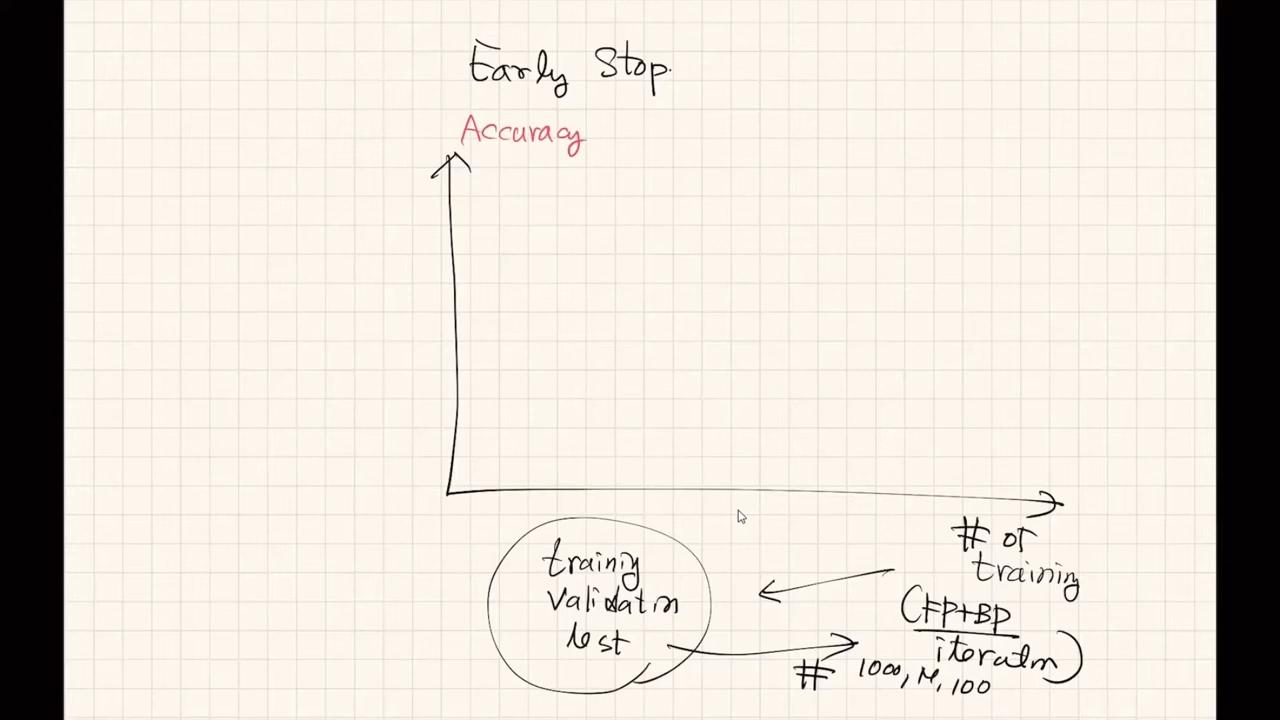 Early Stop.
Accuracy
# of
training
(FP+BP
iteration)
training
validation
test
# 1000, M, 100